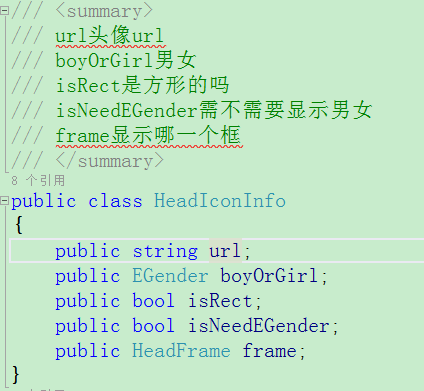 /// <summary>
/// url头像url
/// boyOrGirl男女
/// isRect是方形的吗
/// isNeedEGender需不需要显示男女
/// frame显示哪一个框
/// </summary>
8 个引用
public class HeadIconInfo
{
public string url;
public EGender boyOrGirl;
public bool isRect;
public bool isNeedEGender;
public HeadFrame frame;
}